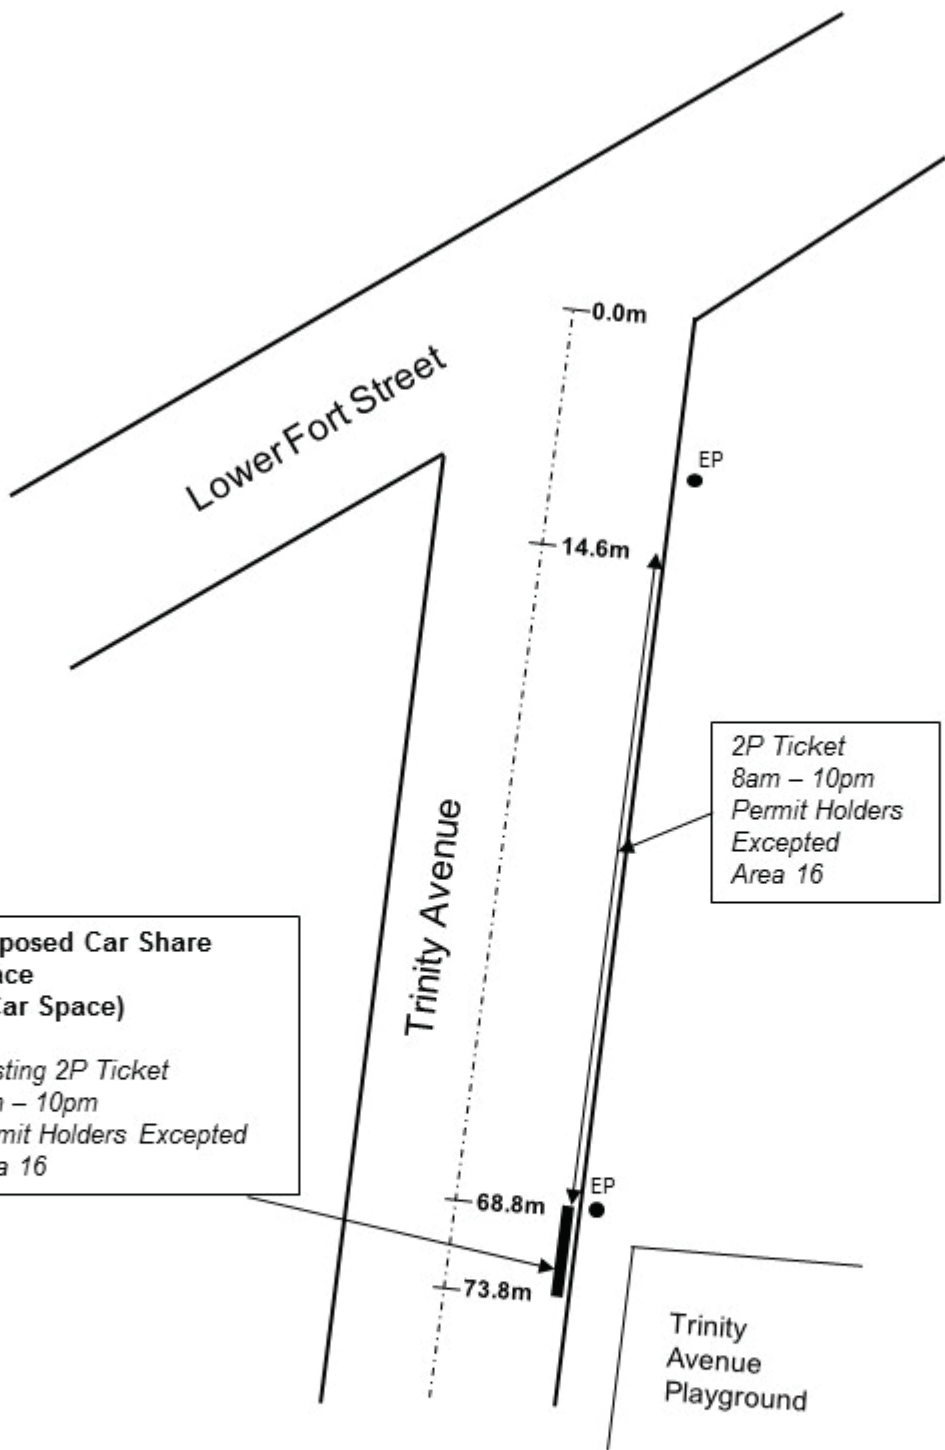 0.0m
Lower Fort Street
EP
14.6m
2P Ticket
8am – 10pm
Permit Holders
Excepted
Area 16
Trinity Avenue
posed Car Share
ace
Car Space)
sting 2P Ticket
– 10pm
mit Holders Excepted
a 16
68.8m
EP
73.8m
Trinity
Avenue
Playground